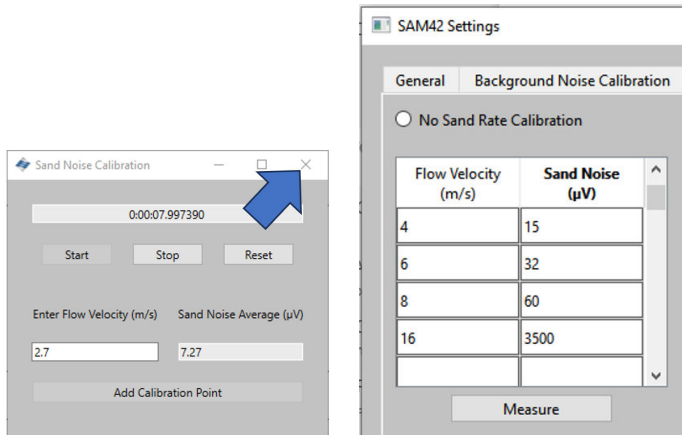 Sand Noise Calibration
0:00:07.997390
Start Stop Reset
Enter Flow Velocity (m/s) Sand Noise Average (µV)
2.7 7.27
Add Calibration Point
SAM42 Settings
General Background Noise Calibration
No Sand Rate Calibration
Flow Velocity Sand Noise
(m/s) (µV)
4 15
6 32
8 60
16 3500
Measure